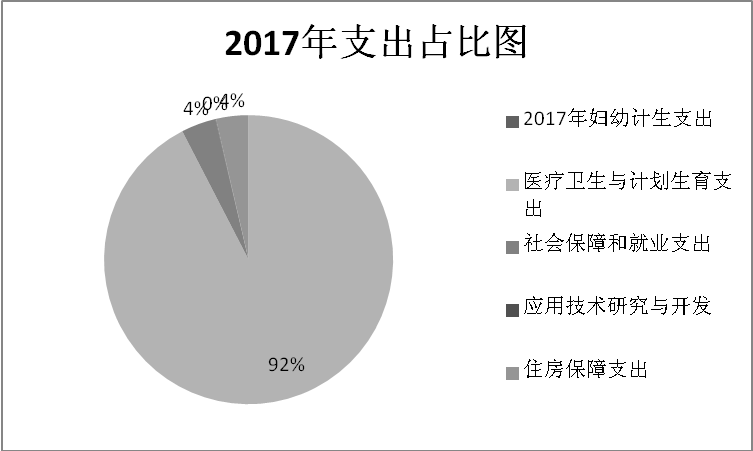 2017年支出占比图
4%
0%
4%
92%
2017年妇幼计生支出
医疗卫生与计划生育支
出
社会保障和就业支出
应用技术研究与开发
住房保障支出